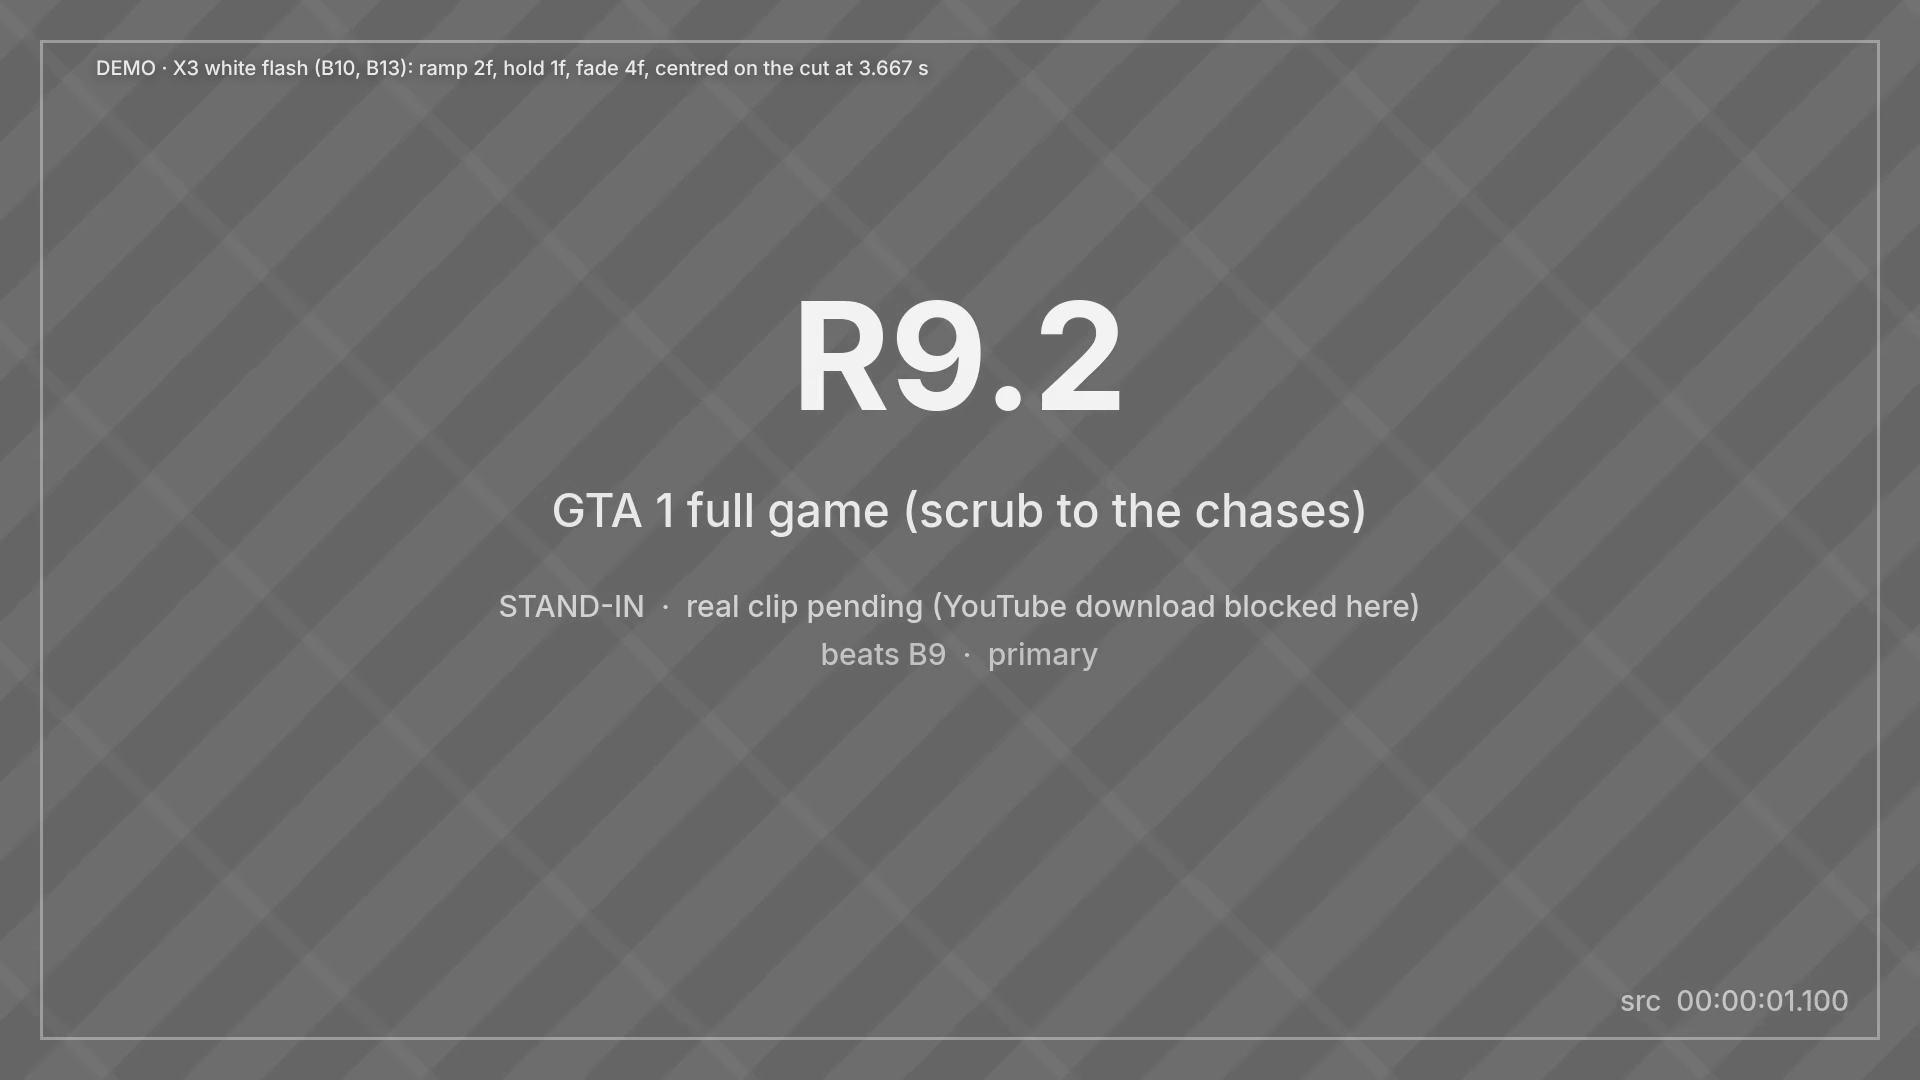 DEMO · X3 white flash (B10, B13): ramp 2f, hold 1f, fade 4f, centred on the cut at 3.667 s
R9.2
GTA 1 full game (scrub to the chases)
STAND-IN · real clip pending (YouTube download blocked here)
beats B9 · primary
src 00:00:01.100